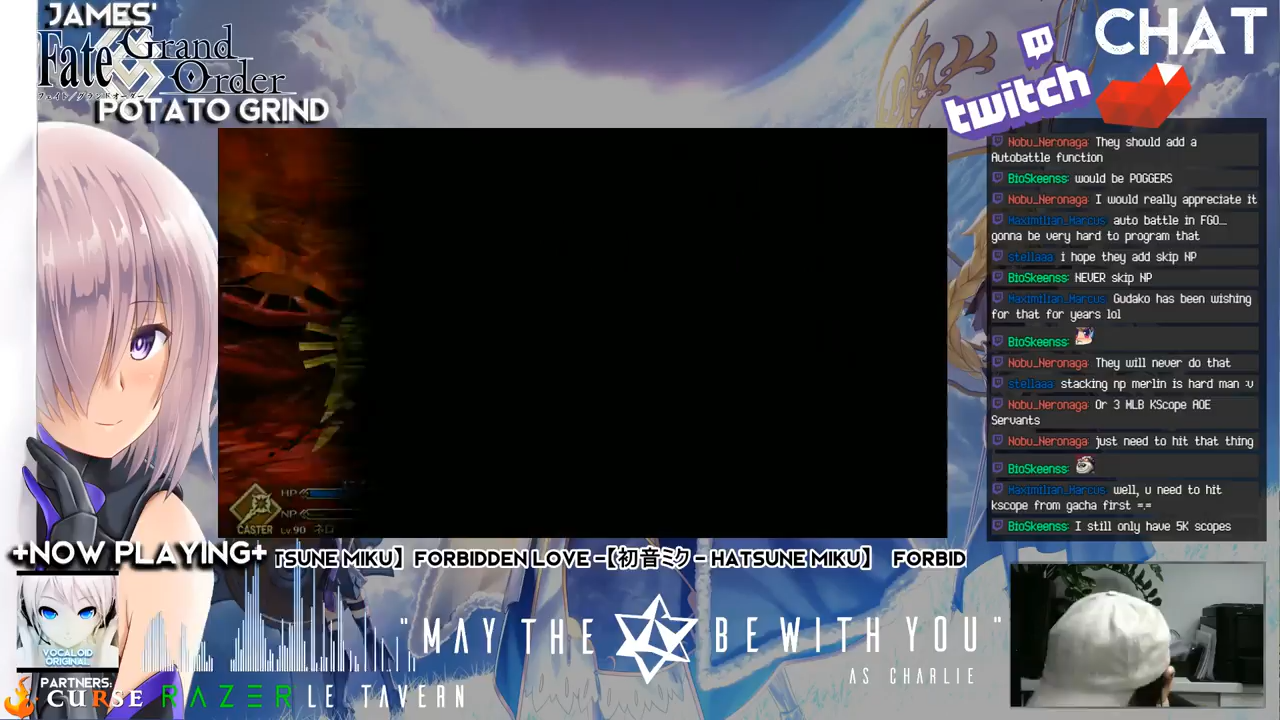 JAMES'
Fate
Grand
Order
フェイト/グランドオーダー
POTATO GRIND
CHAT
twitch
Nobu_Neronaga: They should add a
Autobattle function
BioSkeenss: would be POGGERS
Nobu_Neronaga: I would really appreciate it
Maximilian_Marcus: auto battle in FGO...
gonna be very hard to program that
stellaaa: i hope they add skip NP
BioSkeenss: NEVER skip NP
Maximilian_Marcus: Gudako has been wishing
for that for years lol
BioSkeenss:
Nobu_Neronaga: They will never do that
stellaaa: stacking np merlin is hard man :v
Nobu_Neronaga: Or 3 MLB KScope AOE
Servants
Nobu_Neronaga: just need to hit that thing
BioSkeenss:
Maximilian_Marcus: well, u need to hit
kscope from gacha first =.=
BioSkeenss: I still only have 5K scopes
HP
NP
CASTER Lv.90 ネロ
+NOW PLAYING+
TSUNE MIKU】 FORBIDDEN LOVE -【初音ミク - HATSUNE MIKU】 FORBID
VOCALOID
ORIGINAL
"MAY THE BE WITH YOU"
AS CHARLIE
PARTNERS:
CURSE RAZER LE TAVERN